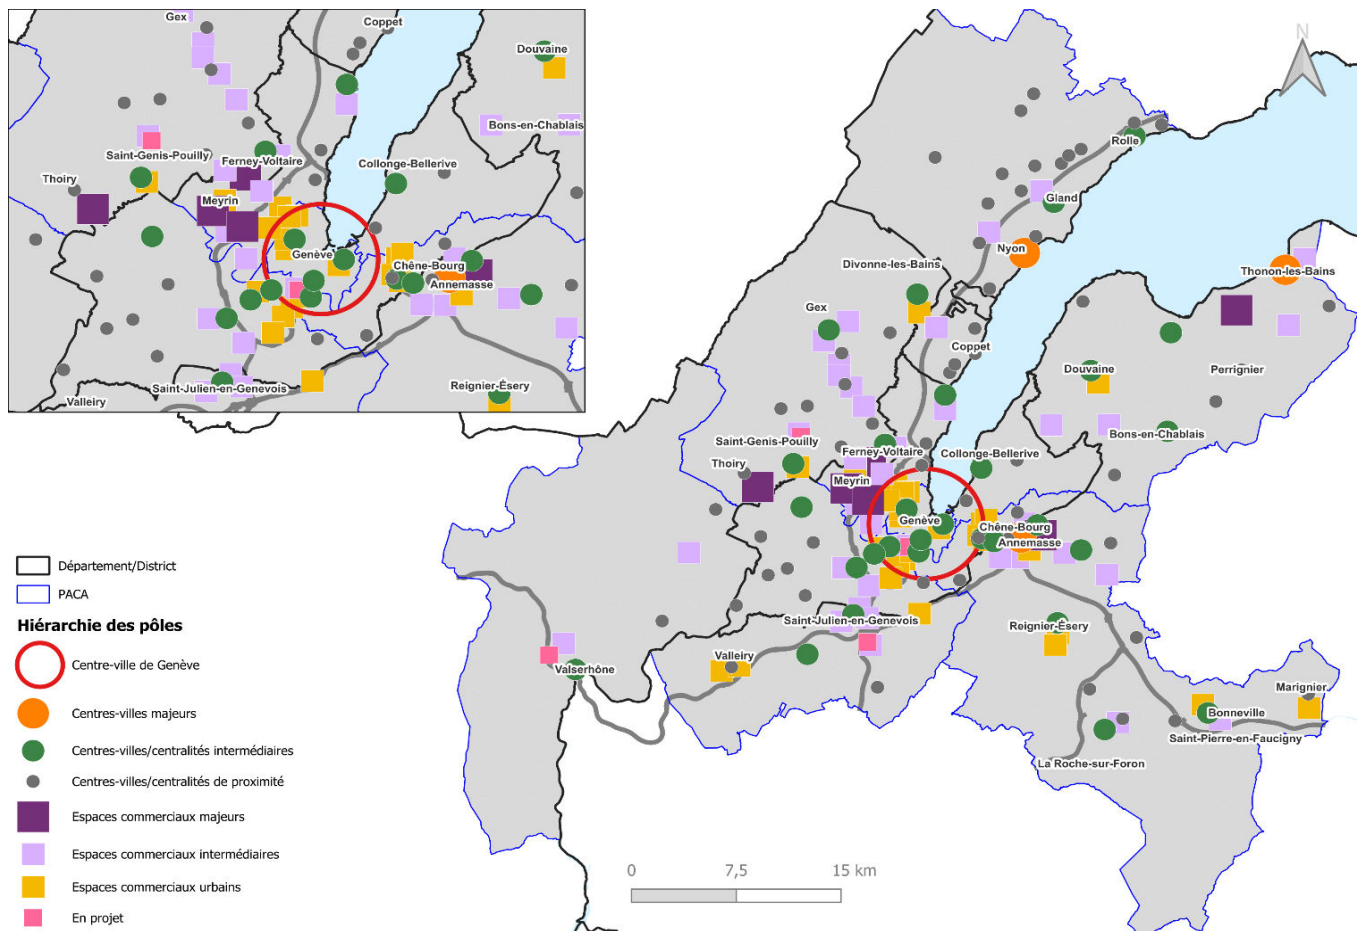 Gex
Coppet
Douvaine
Bons-en-Chablais
Saint-Genis-Pouilly
Ferney-Voltaire
Collonge-Bellerive
Thoiry
Meyrin
Genève
Chêne-Bourg
Annemasse
Saint-Julien-en-Genevois
Reignier-Ésery
Valleiry
N
Rolle
Gland
Nyon
Divonne-les-Bains
Thonon-les-Bains
Gex
Coppet
Douvaine
Perrignier
Bons-en-Chablais
Saint-Genis-Pouilly
Ferney-Voltaire
Collonge-Bellerive
Thoiry
Meyrin
Genève
Chêne-Bourg
Annemasse
Saint-Julien-en-Genevois
Reignier-Ésery
Valleiry
Valserhône
Marignier
Bonneville
Saint-Pierre-en-Faucigny
La Roche-sur-Foron
Département/District
PACA
Hiérarchie des pôles
Centre-ville de Genève
Centres-villes majeurs
Centres-villes/centralités intermédiaires
Centres-villes/centralités de proximité
Espaces commerciaux majeurs
Espaces commerciaux intermédiaires
Espaces commerciaux urbains
En projet
0 7,5 15 km